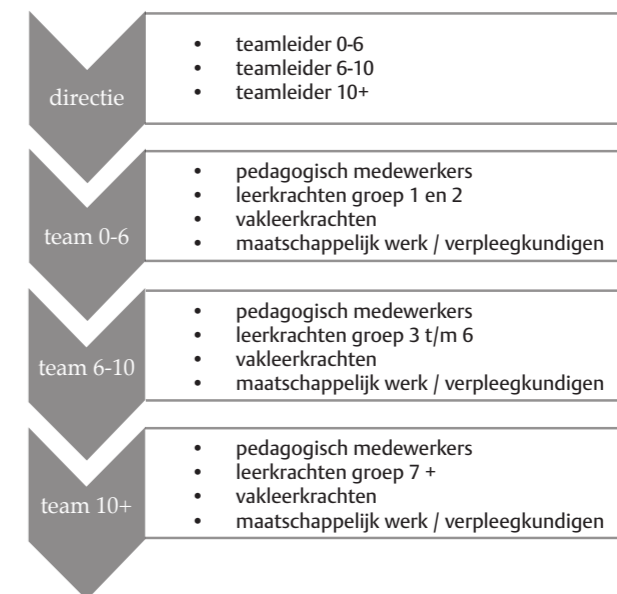 directie
• teamleider 0-6
• teamleider 6-10
• teamleider 10+
team 0-6
• pedagogisch medewerkers
• leerkrachten groep 1 en 2
• vakleerkrachten
• maatschappelijk werk / verpleegkundigen
team 6-10
• pedagogisch medewerkers
• leerkrachten groep 3 t/m 6
• vakleerkrachten
• maatschappelijk werk / verpleegkundigen
team 10+
• pedagogisch medewerkers
• leerkrachten groep 7 +
• vakleerkrachten
• maatschappelijk werk / verpleegkundigen